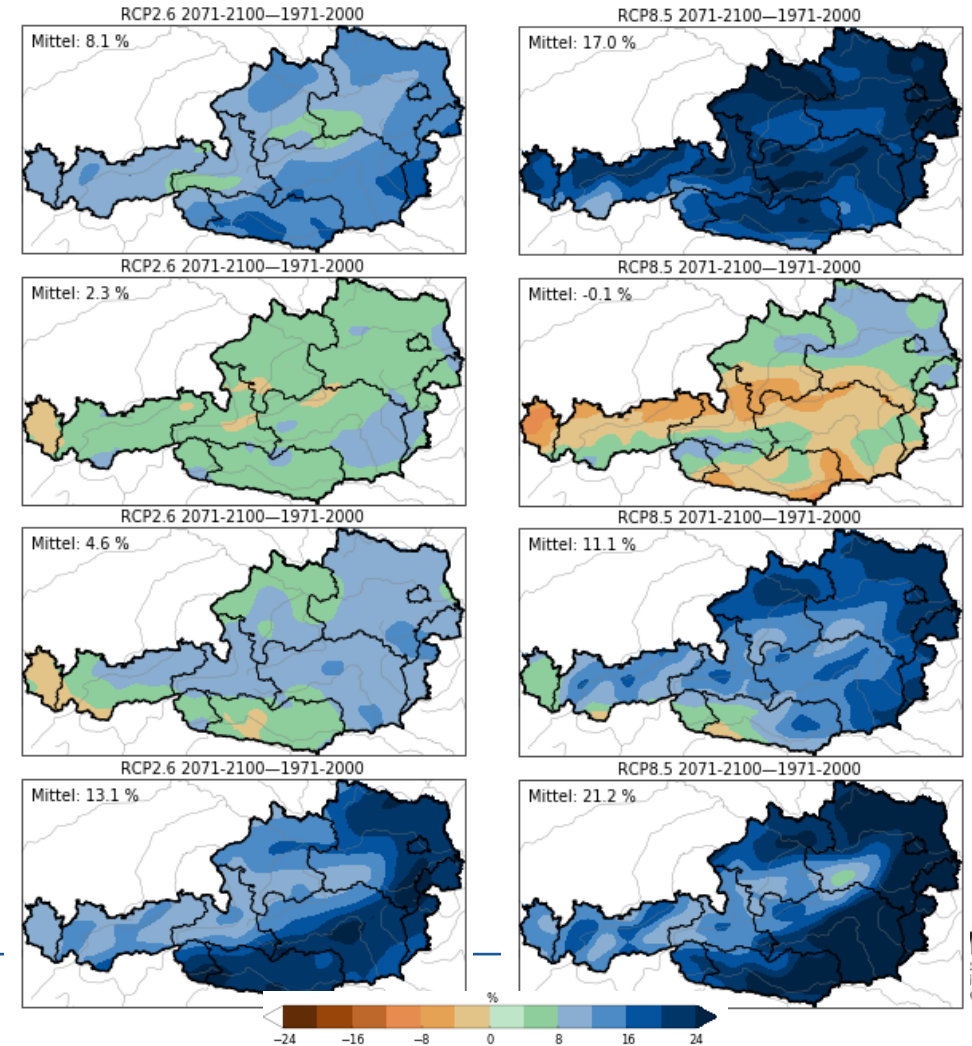 RCP2.6 2071-2100—1971-2000
RCP8.5 2071-2100—1971-2000
Mittel: 8.1 %
Mittel: 17.0 %
RCP2.6 2071-2100—1971-2000
RCP8.5 2071-2100—1971-2000
Mittel: 2.3 %
Mittel: -0.1 %
RCP2.6 2071-2100—1971-2000
RCP8.5 2071-2100—1971-2000
Mittel: 4.6 %
Mittel: 11.1 %
RCP2.6 2071-2100—1971-2000
RCP8.5 2071-2100—1971-2000
Mittel: 13.1 %
Mittel: 21.2 %
%
−24 −16 −8 0 8 16 24